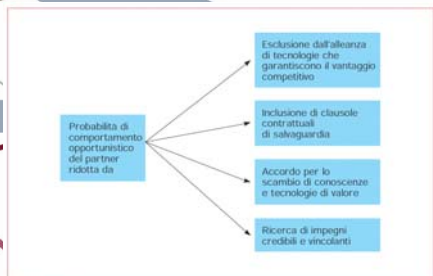 Esclusione dall'alleanza
di tecnologie che
garantiscono il vantaggio
competitivo
Inclusione di clausole
contrattuali
di salvaguardia
Probabilità di
comportamento
opportunistico
del partner
ridotta da
Accordo per lo
scambio di conoscenze
e tecnologie di valore
Ricerca di impegni
credibili e vincolanti